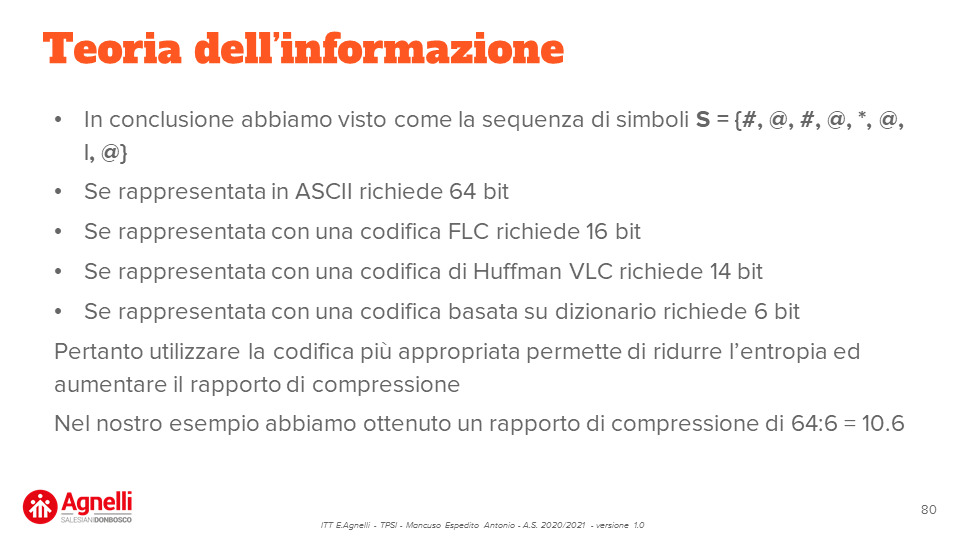 Teoria dell'informazione
• In conclusione abbiamo visto come la sequenza di simboli S = {#, @, #, @, *, @,
|, @}
• Se rappresentata in ASCII richiede 64 bit
• Se rappresentata con una codifica FLC richiede 16 bit
• Se rappresentata con una codifica di Huffman VLC richiede 14 bit
• Se rappresentata con una codifica basata su dizionario richiede 6 bit
Pertanto utilizzare la codifica più appropriata permette di ridurre l'entropia ed
aumentare il rapporto di compressione
Nel nostro esempio abbiamo ottenuto un rapporto di compressione di 64:6 = 10.6
Agnelli
SALESIANI DONBOSCO
ITT E.Agnelli - TPSI - Mancuso Espedito Antonio - A.S. 2020/2021 - versione 1.0
80